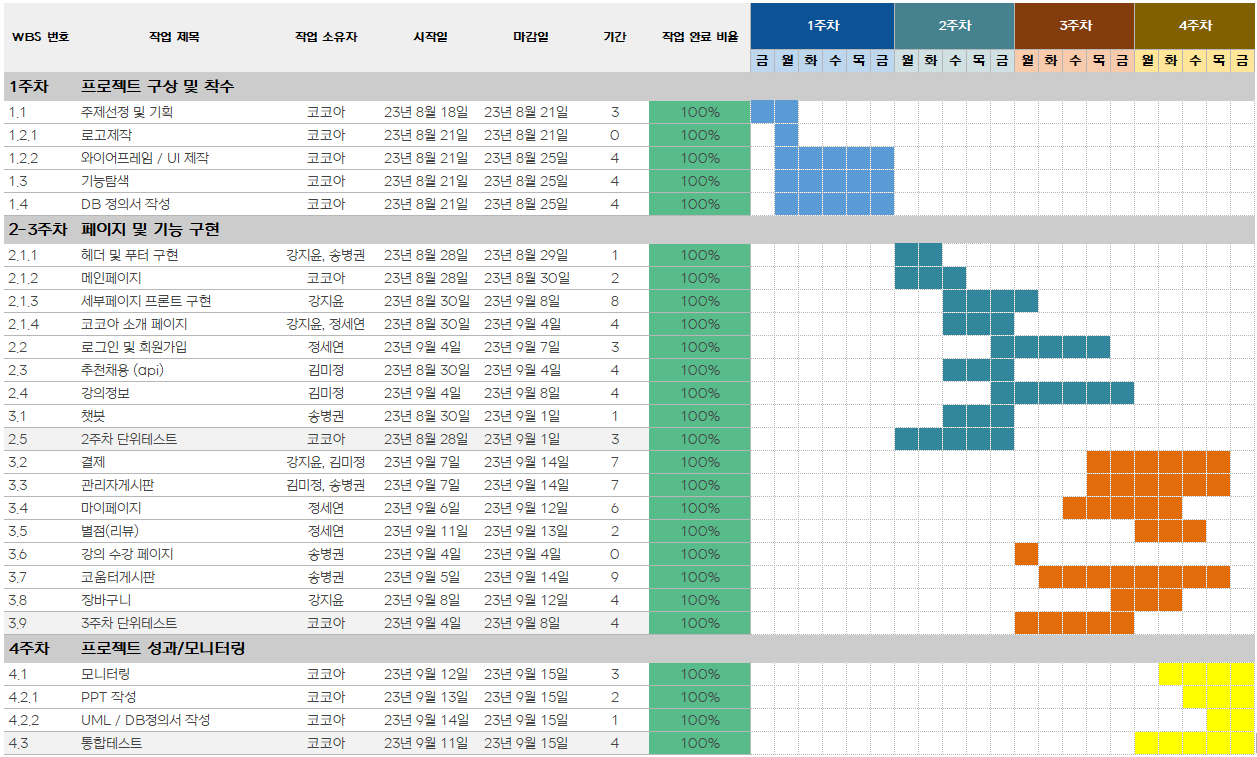 WBS 번호 작업 제목 작업 소유자 시작일 마감일 기간 작업 완료 비율 1주차 2주차 3주차 4주차
금 월 화 수 목 금 월 화 수 목 금 월 화 수 목 금 월 화 수 목 금
1주차 프로젝트 구상 및 착수
1.1 주제선정 및 기획 코코아 23년 8월 18일 23년 8월 21일 3 100%
1.2.1 로고제작 코코아 23년 8월 21일 23년 8월 21일 0 100%
1.2.2 와이어프레임 / UI 제작 코코아 23년 8월 21일 23년 8월 25일 4 100%
1.3 기능탐색 코코아 23년 8월 21일 23년 8월 25일 4 100%
1.4 DB 정의서 작성 코코아 23년 8월 21일 23년 8월 25일 4 100%
2-3주차 페이지 및 기능 구현
2.1.1 헤더 및 푸터 구현 강지윤, 송병권 23년 8월 28일 23년 8월 29일 1 100%
2.1.2 메인페이지 코코아 23년 8월 28일 23년 8월 30일 2 100%
2.1.3 세부페이지 프론트 구현 강지윤 23년 8월 30일 23년 9월 8일 8 100%
2.1.4 코코아 소개 페이지 강지윤, 정세연 23년 8월 30일 23년 9월 4일 4 100%
2.2 로그인 및 회원가입 정세연 23년 9월 4일 23년 9월 7일 3 100%
2.3 추천채용 (api) 김미정 23년 8월 30일 23년 9월 4일 4 100%
2.4 강의정보 김미정 23년 9월 4일 23년 9월 8일 4 100%
3.1 챗봇 송병권 23년 8월 30일 23년 9월 1일 1 100%
2.5 2주차 단위테스트 코코아 23년 8월 28일 23년 9월 1일 3 100%
3.2 결제 강지윤, 김미정 23년 9월 7일 23년 9월 14일 7 100%
3.3 관리자게시판 김미정, 송병권 23년 9월 7일 23년 9월 14일 7 100%
3.4 마이페이지 정세연 23년 9월 6일 23년 9월 12일 6 100%
3.5 별점(리뷰) 정세연 23년 9월 11일 23년 9월 13일 2 100%
3.6 강의 수강 페이지 송병권 23년 9월 4일 23년 9월 4일 0 100%
3.7 코움터게시판 송병권 23년 9월 5일 23년 9월 14일 9 100%
3.8 장바구니 강지윤 23년 9월 8일 23년 9월 12일 4 100%
3.9 3주차 단위테스트 코코아 23년 9월 4일 23년 9월 8일 4 100%
4주차 프로젝트 성과/모니터링
4.1 모니터링 코코아 23년 9월 12일 23년 9월 15일 3 100%
4.2.1 PPT 작성 코코아 23년 9월 13일 23년 9월 15일 2 100%
4.2.2 UML / DB정의서 작성 코코아 23년 9월 14일 23년 9월 15일 1 100%
4.3 통합테스트 코코아 23년 9월 11일 23년 9월 15일 4 100%